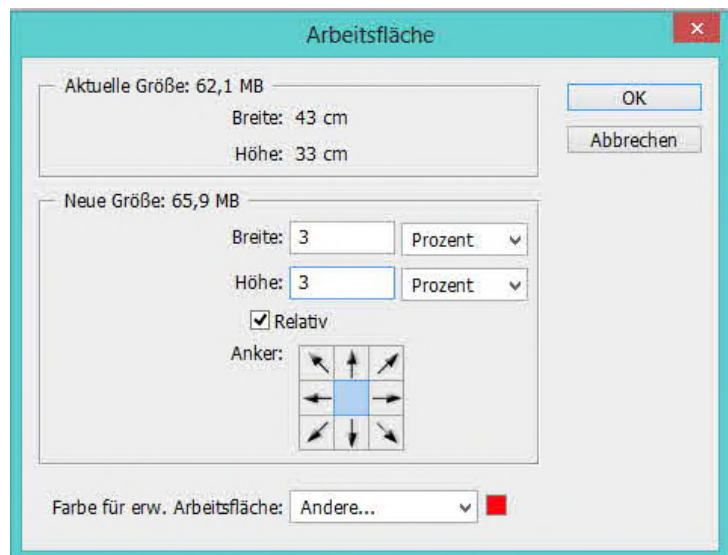 Arbeitsfläche
Aktuelle Größe: 62,1 MB
Breite: 43 cm
Höhe: 33 cm
OK
Abbrechen
Neue Größe: 65,9 MB
Breite: 3 Prozent
Höhe: 3 Prozent
Relativ
Anker:
Farbe für erw. Arbeitsfläche: Andere...